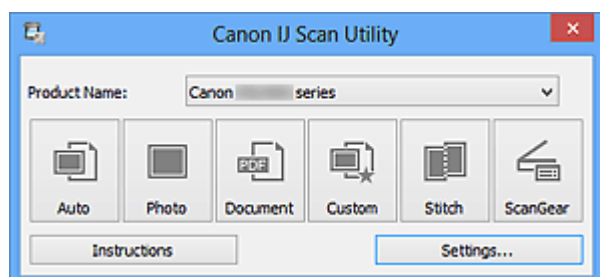 Canon IJ Scan Utility
Product Name: Canon series
Auto Photo Document Custom Stitch ScanGear
PDF
Instructions Settings...